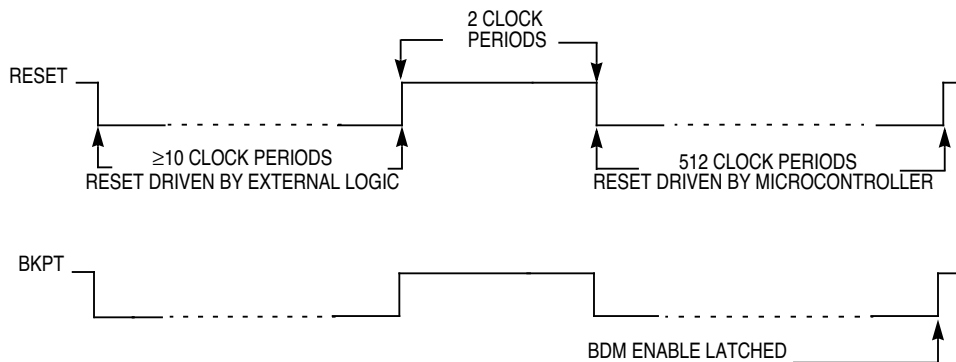 2 CLOCK
PERIODS
RESET
≥10 CLOCK PERIODS
RESET DRIVEN BY EXTERNAL LOGIC
512 CLOCK PERIODS
RESET DRIVEN BY MICROCONTROLLER
BKPT
BDM ENABLE LATCHED